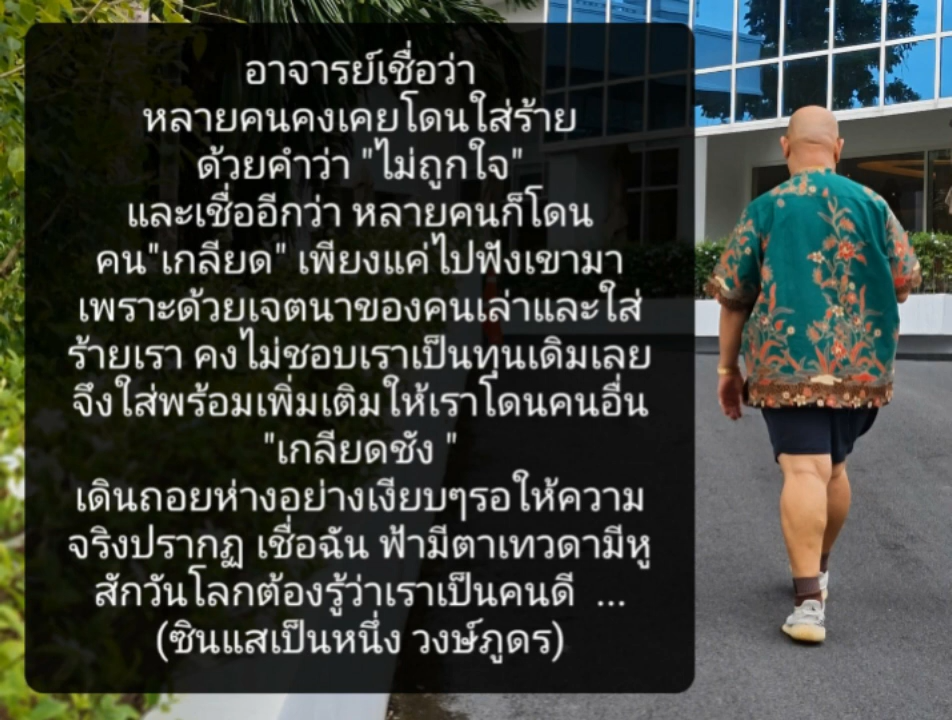 อาจารย์เชื่อว่า
หลายคนคงเคยโดนใส่ร้าย
ด้วยคำว่า "ไม่ถูกใจ"
และเชื่ออีกว่า หลายคนก็โดน
คน"เกลียด" เพียงแค่ไปฟังเขามา
เพราะด้วยเจตนาของคนเล่าและใส่
ร้ายเรา คงไม่ชอบเราเป็นทุนเดิมเลย
จึงใส่พร้อมเพิ่มเติมให้เราโดนคนอื่น
"เกลียดชัง "
เดินถอยห่างอย่างเงียบๆรอให้ความ
จริงปรากฏ เชื่อฉัน ฟ้ามีตาเทวดามีหู
สักวันโลกต้องรู้ว่าเราเป็นคนดี ...
(ซินแสเป็นหนึ่ง วงษ์ภูดร)